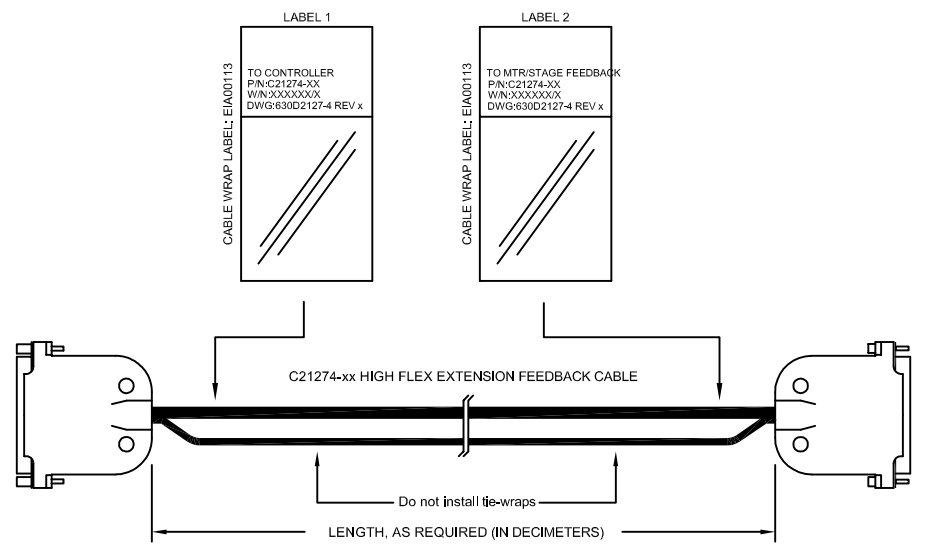 LABEL 1
CABLE WRAP LABEL: EIA00113
TO CONTROLLER
P/N:C21274-XX
W/N:XXXXXX/X
DWG:630D2127-4 REV x
LABEL 2
CABLE WRAP LABEL: EIA00113
TO MTR/STAGE FEEDBACK
P/N:C21274-XX
W/N:XXXXXX/X
DWG:630D2127-4 REV x
C21274-xx HIGH FLEX EXTENSION FEEDBACK CABLE
Do not install tie-wraps
LENGTH, AS REQUIRED (IN DECIMETERS)